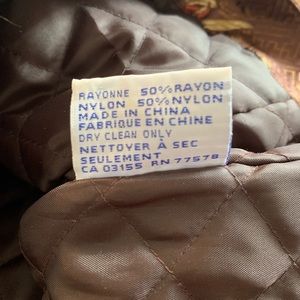 RAYONNE 50% RAYON
NYLON 50% NYLON
MADE IN CHINA
FABRIQUE EN CHINE
DRY CLEAN ONLY
NETTOYER À SEC
SEULEMENT
CA 03155 RN 77578